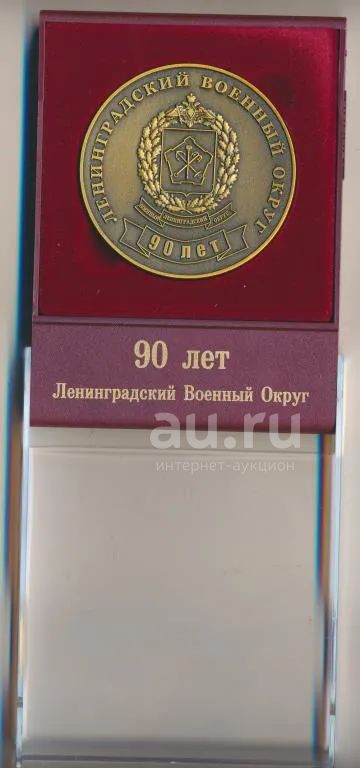 ЛЕНИНГРАДСКИЙ ВОЕННЫЙ ОКРУГ
ВОЕННЫЙ ЛЕНИНГРАДСКИЙ ОКРУГ
90 лет
90 лет
Ленинградский Военный Округ
au.ru
интернет-аукцион